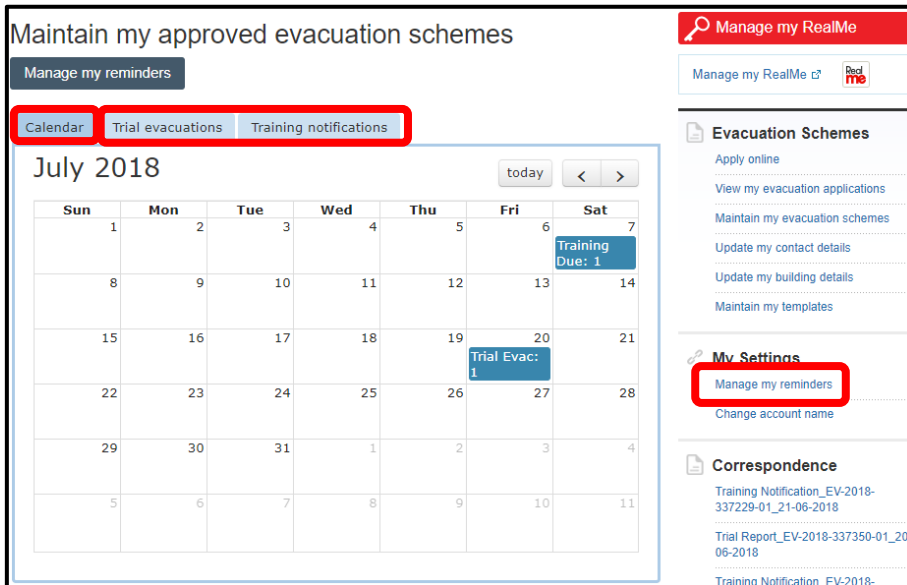 Maintain my approved evacuation schemes
Manage my reminders
Calendar Trial evacuations Training notifications
July 2018
today < >
Sun Mon Tue Wed Thu Fri Sat
1 2 3 4 5 6 7
Training
Due: 1
8 9 10 11 12 13 14
15 16 17 18 19 20 21
Trial Evac:
1
22 23 24 25 26 27 28
29 30 31 1 2 3 4
5 6 7 8 9 10 11
Manage my RealMe
Manage my RealMe
Real
me
Evacuation Schemes
Apply online
View my evacuation applications
Maintain my evacuation schemes
Update my contact details
Update my building details
Maintain my templates
My Settings
Manage my reminders
Change account name
Correspondence
Training Notification_EV-2018-
337229-01_21-06-2018
Trial Report_EV-2018-337350-01_20
06-2018
Training Notification_EV-2018-